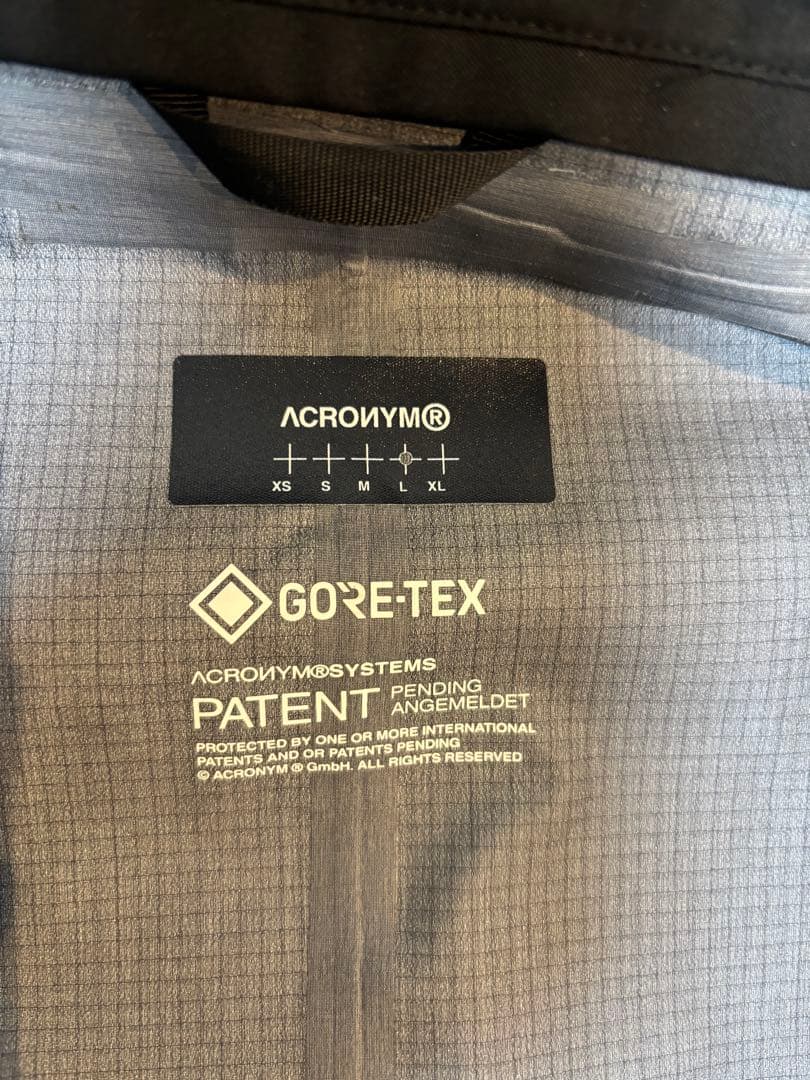 ACRONYM®
XS S M L XL
GORE-TEX
ACRONYM®SYSTEMS
PATENT PENDING
ANGEMELDET
PROTECTED BY ONE OR MORE INTERNATIONAL
PATENTS AND OR PATENTS PENDING
© ACRONYM ® GmbH. ALL RIGHTS RESERVED